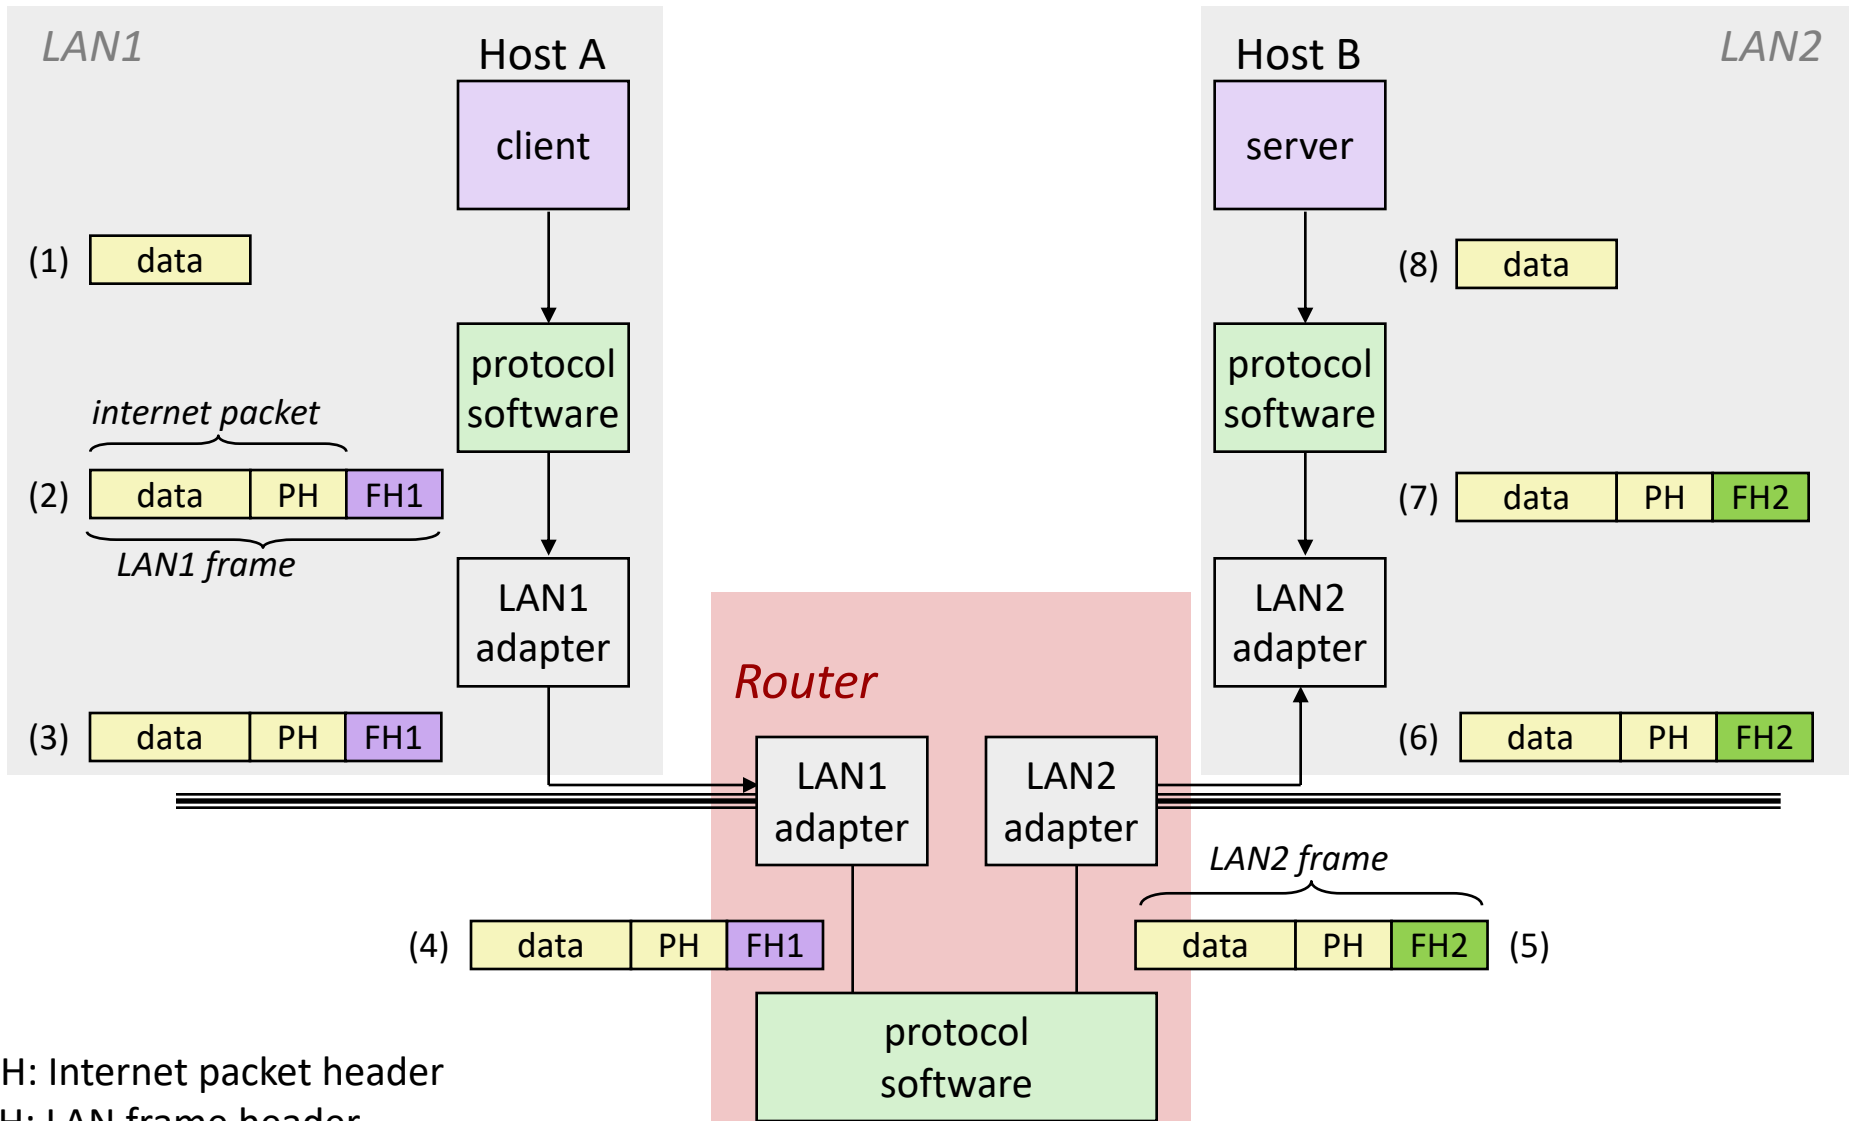 LAN1
Host A
Host B
LAN2
client
server
(1) data
(8) data
protocol
software
protocol
software
internet packet
(2) data PH FH1
(7) data PH FH2
LAN1 frame
LAN1
adapter
LAN2
adapter
Router
(3) data PH FH1
(6) data PH FH2
LAN1
adapter
LAN2
adapter
LAN2 frame
(4) data PH FH1
data PH FH2 (5)
protocol
software
H: Internet packet header
H: LAN frame header